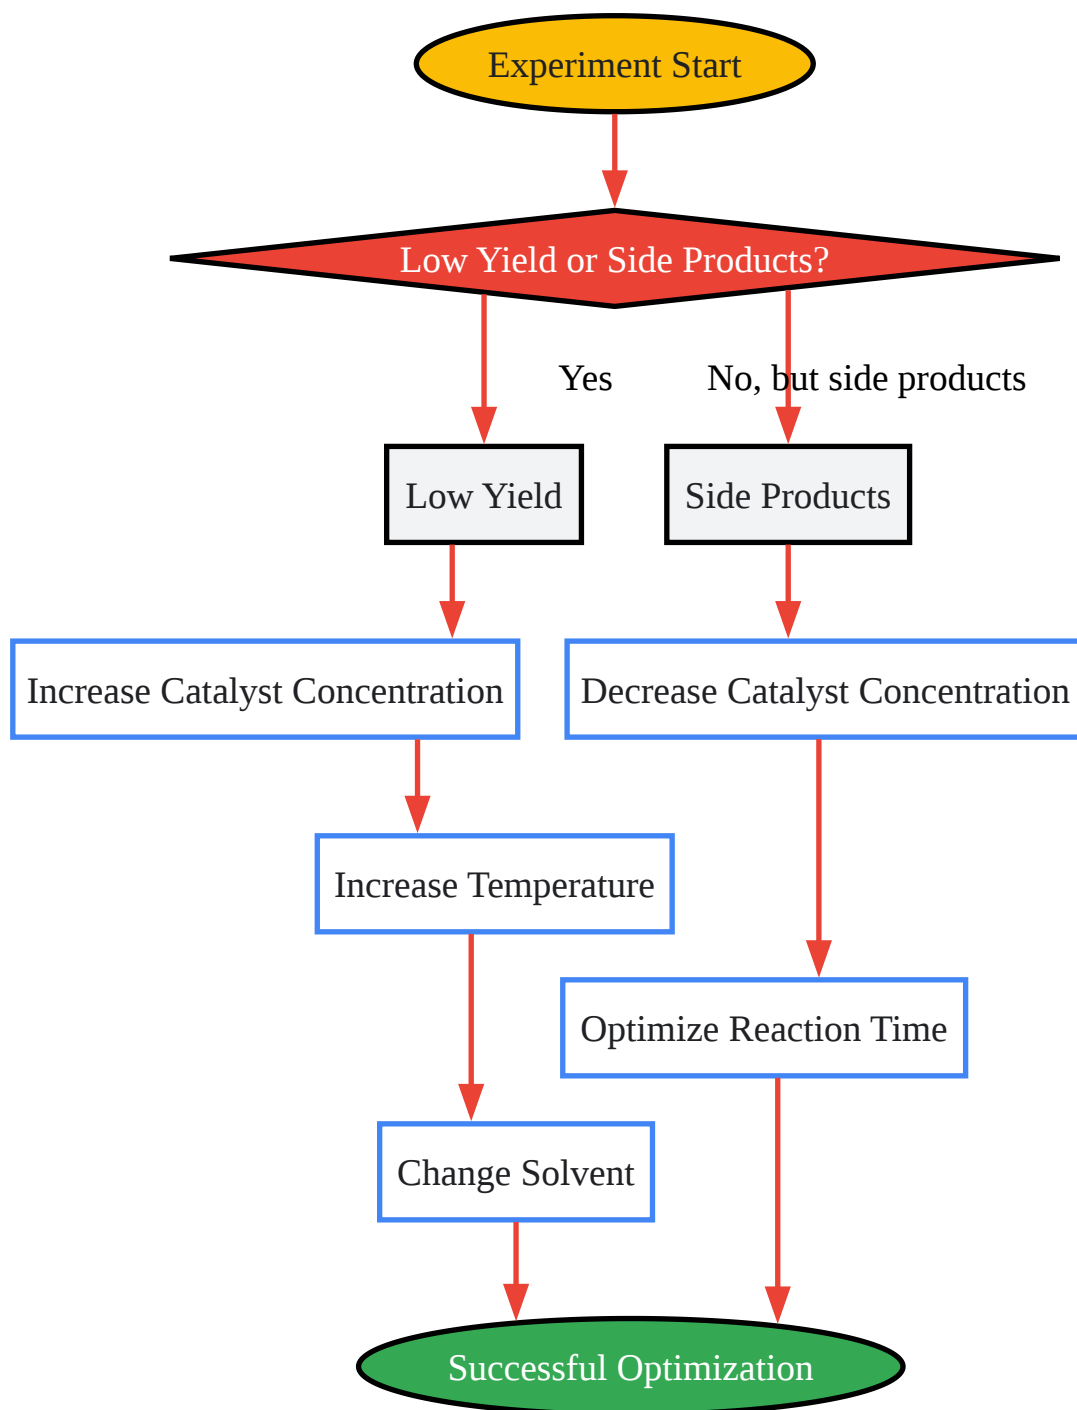 Experiment Start
Low Yield or Side Products?
Yes
No, but side products
Low Yield
Side Products
Increase Catalyst Concentration
Decrease Catalyst Concentration
Increase Temperature
Optimize Reaction Time
Change Solvent
Successful Optimization